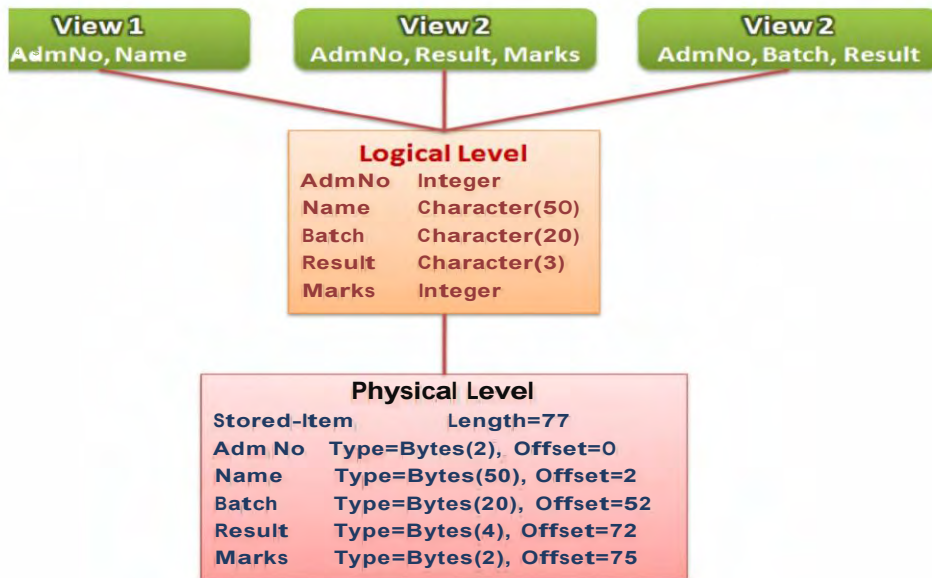 View 1
AdmNo, Name
View 2
AdmNo, Result, Marks
View 2
AdmNo, Batch, Result
Logical Level
AdmNo Integer
Name Character(50)
Batch Character(20)
Result Character(3)
Marks Integer
Physical Level
Stored-Item Length=77
Adm No Type=Bytes(2), Offset=0
Name Type=Bytes(50), Offset=2
Batch Type=Bytes(20), Offset=52
Result Type=Bytes(4), Offset=72
Marks Type=Bytes(2), Offset=75